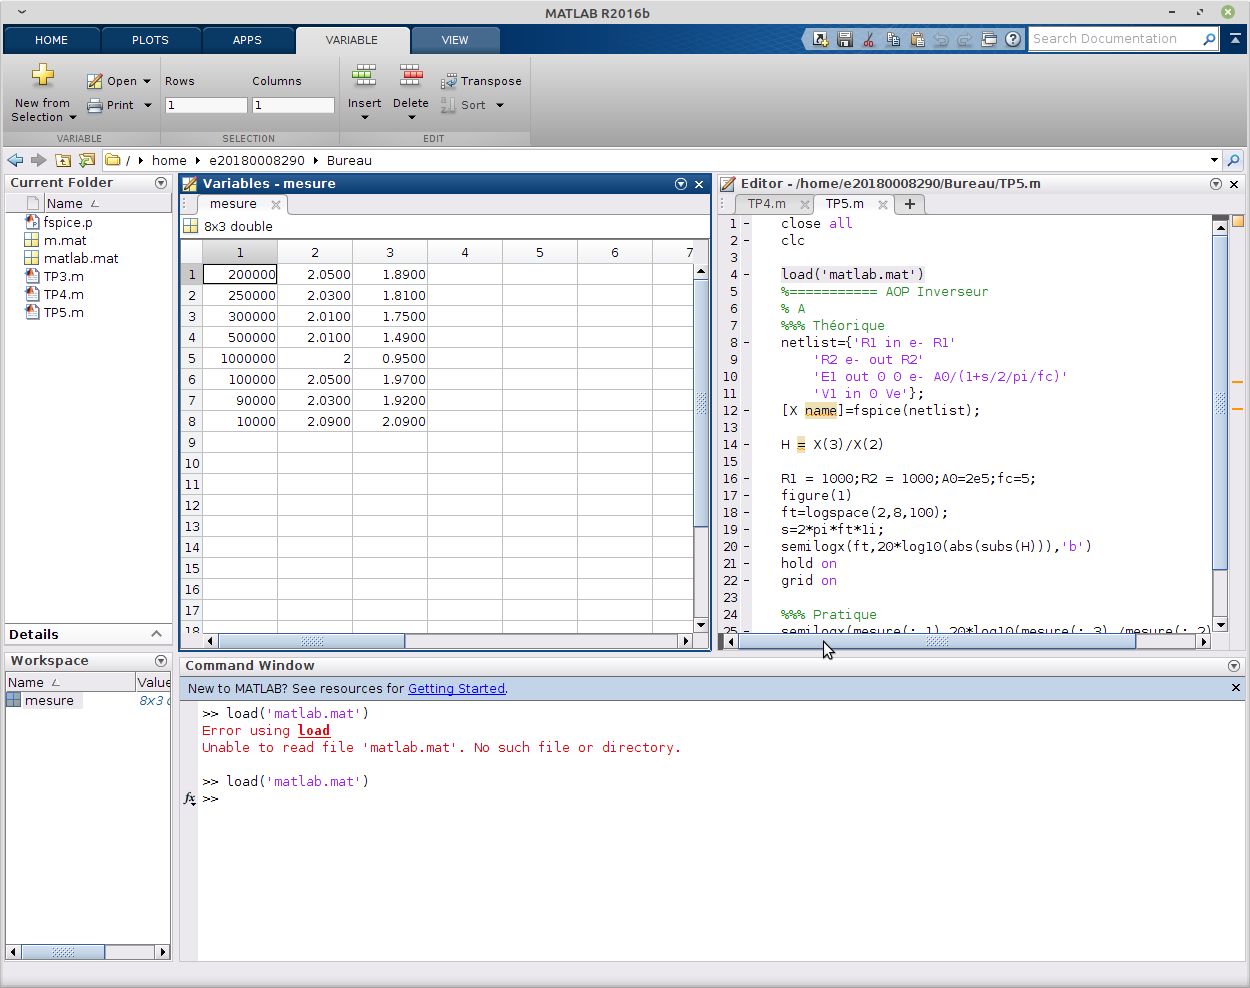 MATLAB R2016b
HOME PLOTS APPS VARIABLE VIEW Search Documentation
New from Selection Open Print Rows Columns 1 1 Insert Delete Transpose Sort
VARIABLE SELECTION EDIT
/ home e20180008290 Bureau
Current Folder
Name
fspice.p
m.mat
matlab.mat
TP3.m
TP4.m
TP5.m
Details
Workspace
Name Value
mesure 8x3
Variables - mesure
mesure
8x3 double
1 2 3 4 5 6 7
1 200000 2.0500 1.8900
2 250000 2.0300 1.8100
3 300000 2.0100 1.7500
4 500000 2.0100 1.4900
5 1000000 2 0.9500
6 100000 2.0500 1.9700
7 90000 2.0300 1.9200
8 10000 2.0900 2.0900
9
10
11
12
13
14
15
16
17
18
Editor - /home/e20180008290/Bureau/TP5.m
TP4.m TP5.m
1 close all
2 clc
3
4 load('matlab.mat')
5 %=========== AOP Inverseur
6 % A
7 %%% Théorique
8 netlist={'R1 in e- R1'
9 'R2 e- out R2'
10 'E1 out 0 0 e- A0/(1+s/2/pi/fc)'
11 'V1 in 0 Ve'};
12 [X name]=fspice(netlist);
13
14 H = X(3)/X(2)
15
16 R1 = 1000;R2 = 1000;A0=2e5;fc=5;
17 figure(1)
18 ft=logspace(2,8,100);
19 s=2*pi*ft*1i;
20 semilogx(ft,20*log10(abs(subs(H))),'b')
21 hold on
22 grid on
23
24 %%% Pratique
25 semilogx(mesure(:,1),20*log10(mesure(:,3)./mesure(:,2)
Command Window
New to MATLAB? See resources for Getting Started.
>> load('matlab.mat')
Error using load
Unable to read file 'matlab.mat'. No such file or directory.
>> load('matlab.mat')
fx >>